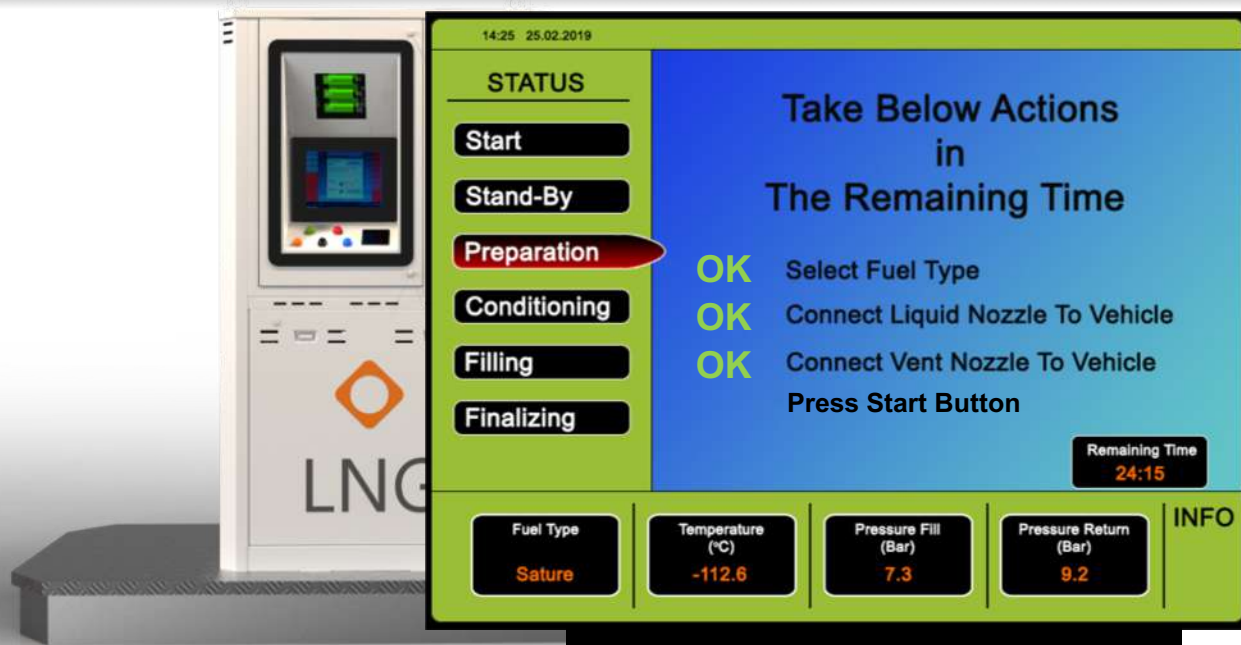 14:25 25.02.2019
STATUS
Start
Stand-By
Preparation
Conditioning
Filling
Finalizing
Take Below Actions
in
The Remaining Time
OK Select Fuel Type
OK Connect Liquid Nozzle To Vehicle
OK Connect Vent Nozzle To Vehicle
Press Start Button
Remaining Time
24:15
Fuel Type
Sature
Temperature
(°C)
-112.6
Pressure Fill
(Bar)
7.3
Pressure Return
(Bar)
9.2
INFO
LNG